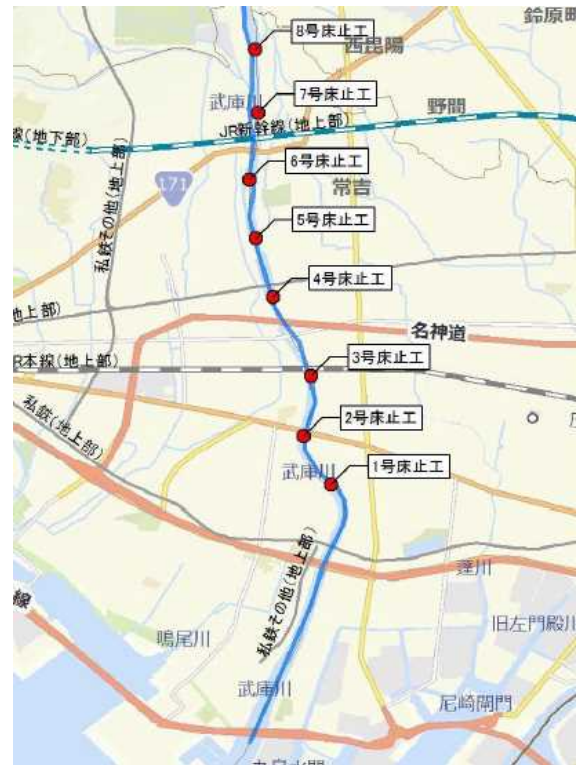 鈴原町
8号床止工
西昆陽
武庫川
7号床止工
野間
JR新幹線(地上部)
線(地下部)
私鉄その他(地上部)
6号床止工
171
常吉
5号床止工
4号床止工
地上部)
名神道
R本線(地上部)
3号床止工
2号床止工
私鉄(地上部)
武庫川
1号床止工
私鉄その他(地上部)
蓬川
線
鳴尾川
旧左門殿川
武庫川
尼崎閘門